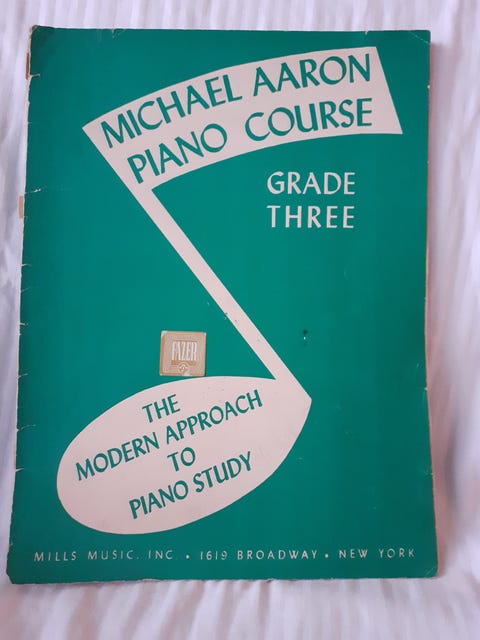 MICHAEL AARON
PIANO COURSE
GRADE
THREE
FAZER
THE
MODERN APPROACH
TO
PIANO STUDY
MILLS MUSIC, INC. • 1619 BROADWAY • NEW YORK